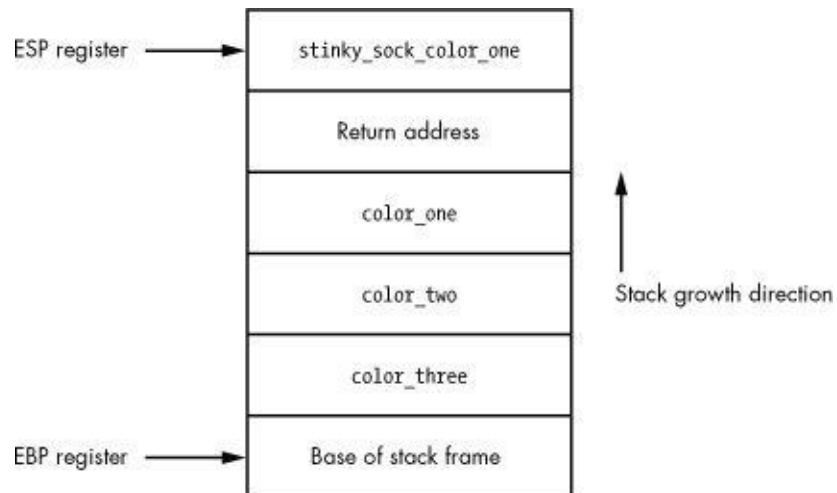 ESP register
stinky_sock_color_one
Return address
color_one
color_two
Stack growth direction
color_three
EBP register
Base of stack frame